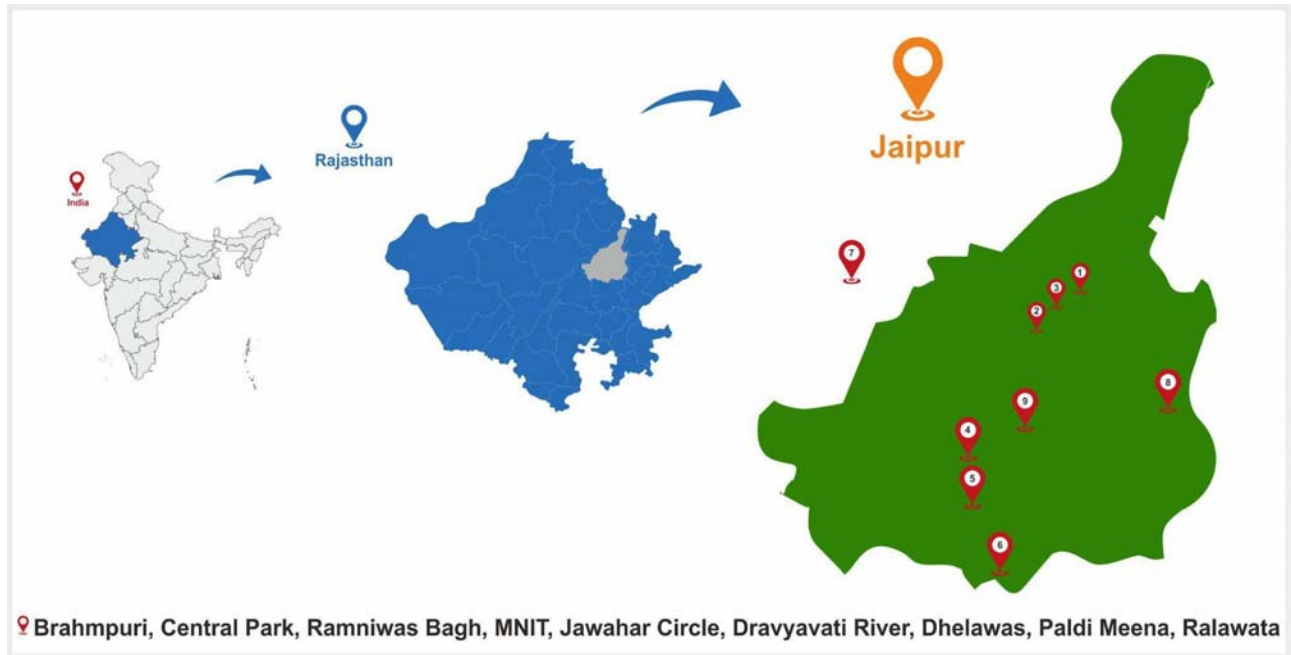 Jaipur
Rajasthan
India
7
1
3
2
8
9
4
5
6
Brahmpuri, Central Park, Ramniwas Bagh, MNIT, Jawahar Circle, Dravyavati River, Dhelawas, Paldi Meena, Ralawata